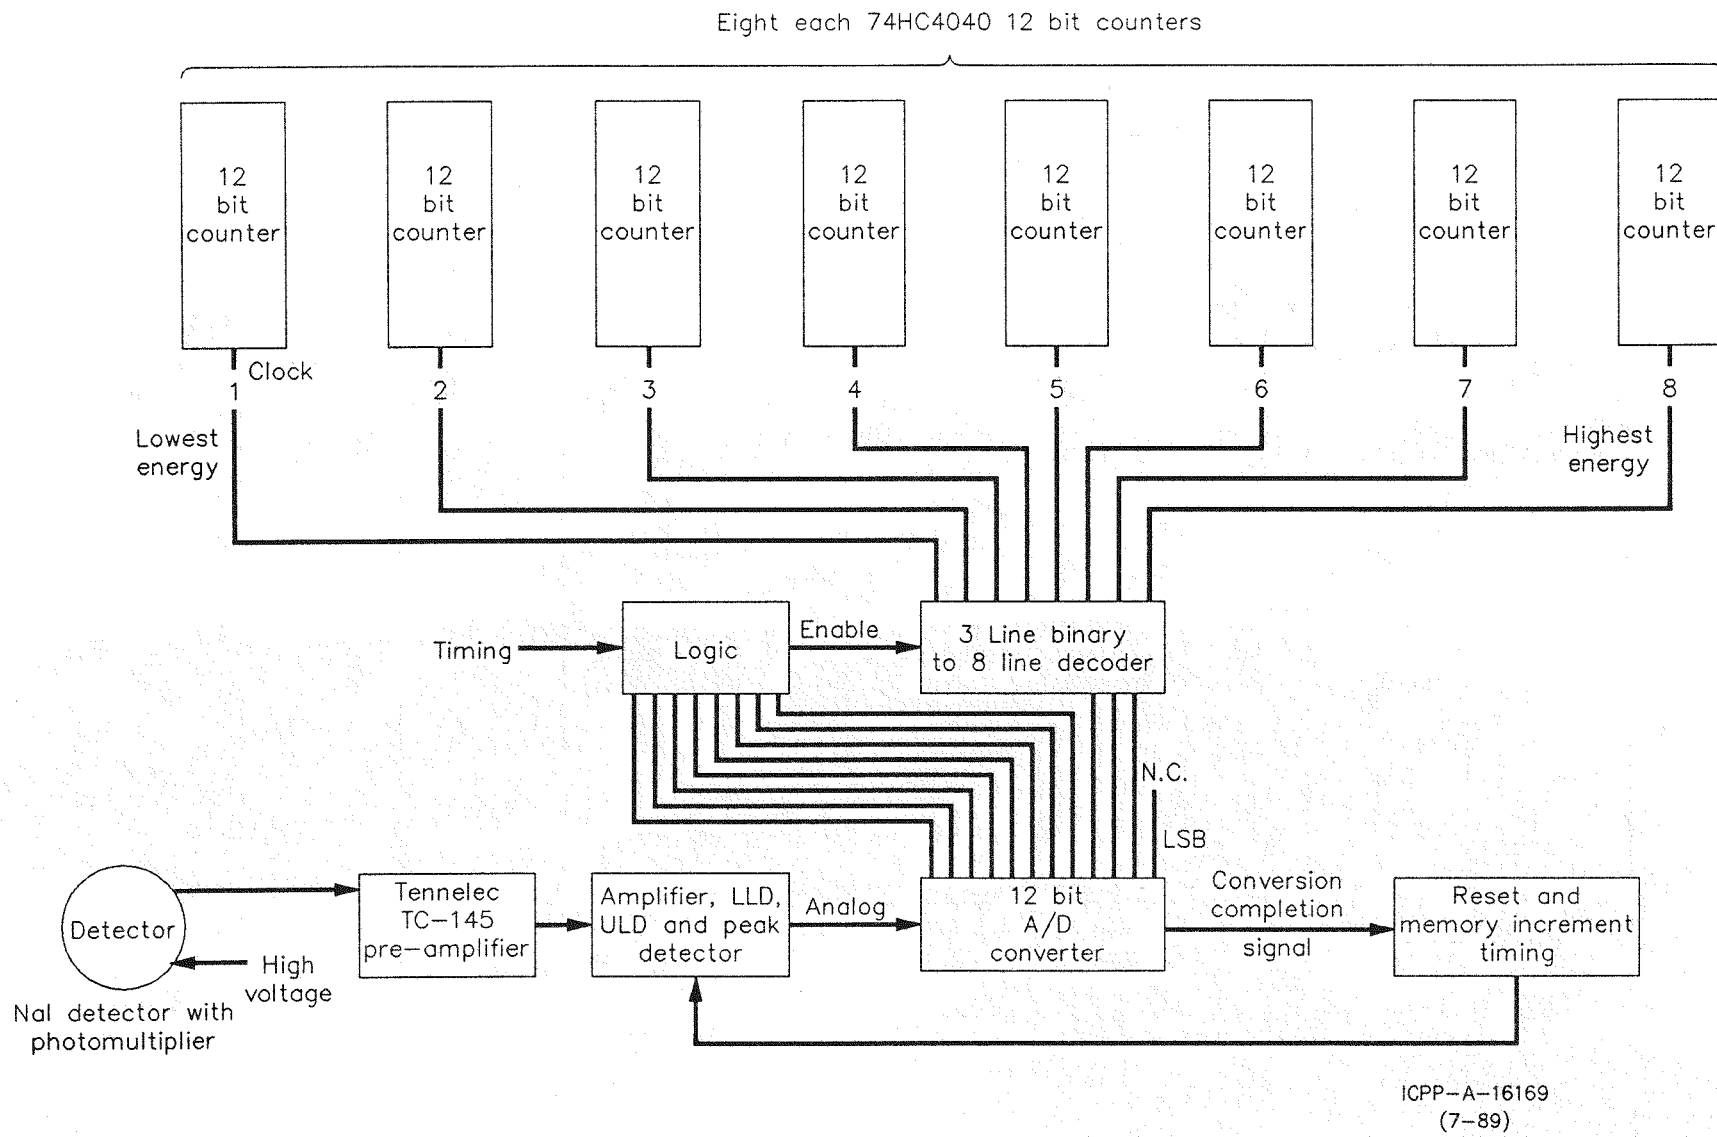 Eight each 74HC4040 12 bit counters
12
bit
counter
12
bit
counter
12
bit
counter
12
bit
counter
12
bit
counter
12
bit
counter
12
bit
counter
12
bit
counter
Clock
1
2
3
4
5
6
7
8
Lowest
energy
Highest
energy
Timing
Logic
Enable
3 Line binary
to 8 line decoder
N.C.
LSB
Detector
High
voltage
NaI detector with
photomultiplier
Tennelec
TC-145
pre-amplifier
Amplifier, LLD,
ULD and peak
detector
Analog
12 bit
A/D
converter
Conversion
completion
signal
Reset and
memory increment
timing
ICPP-A-16169
(7-89)